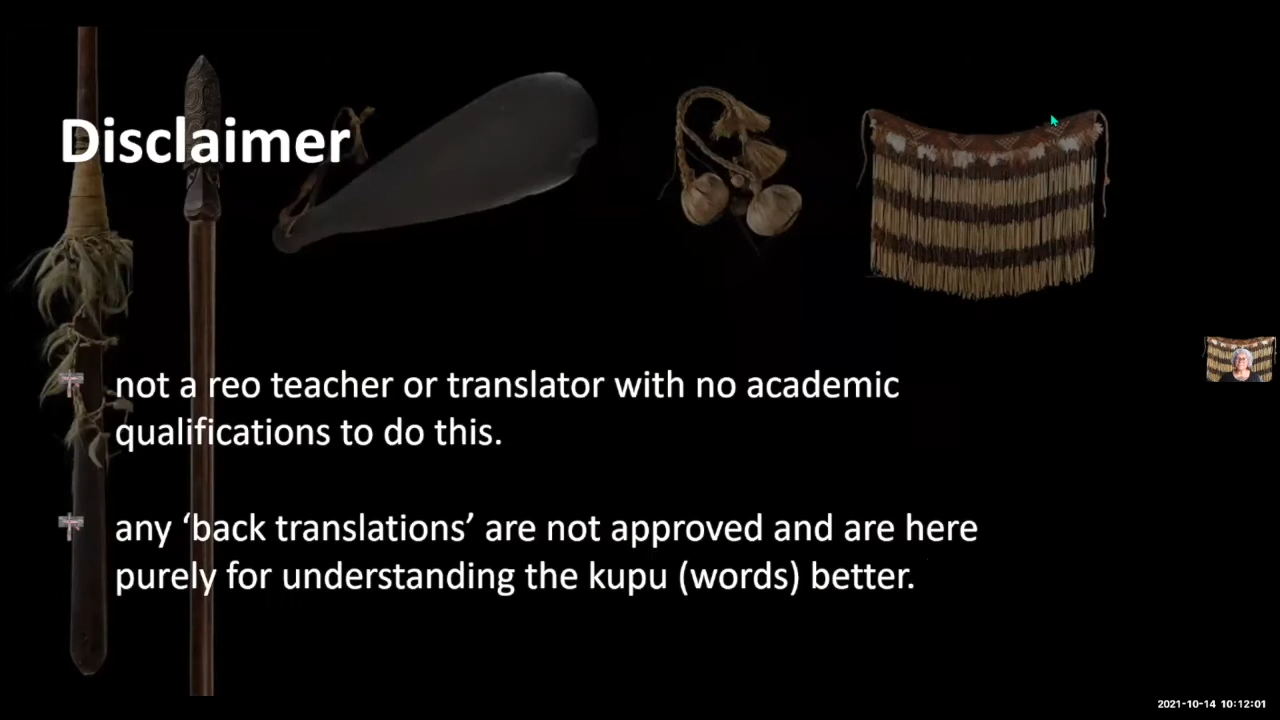 Disclaimer
not a reo teacher or translator with no academic
qualifications to do this.
any ‘back translations’ are not approved and are here
purely for understanding the kupu (words) better.
2021-10-14 10:12:01